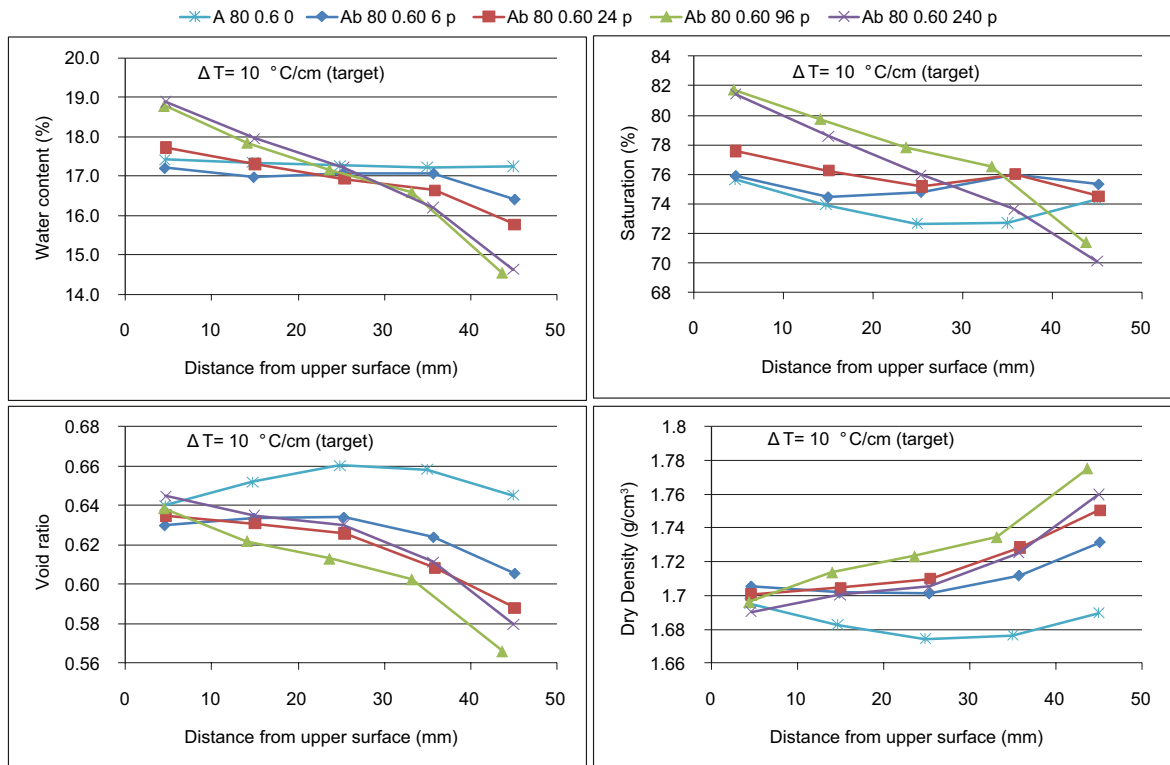 A 80 0.6 0 Ab 80 0.60 6 p Ab 80 0.60 24 p Ab 80 0.60 96 p Ab 80 0.60 240 p
Δ T= 10 °C/cm (target)
Water content (%)
20.0
19.0
18.0
17.0
16.0
15.0
14.0
0 10 20 30 40 50
Distance from upper surface (mm)
Δ T= 10 °C/cm (target)
Saturation (%)
84
82
80
78
76
74
72
70
68
0 10 20 30 40 50
Distance from upper surface (mm)
Δ T= 10 °C/cm (target)
Void ratio
0.68
0.66
0.64
0.62
0.60
0.58
0.56
0 10 20 30 40 50
Distance from upper surface (mm)
Δ T= 10 °C/cm (target)
Dry Density (g/cm³)
1.8
1.78
1.76
1.74
1.72
1.7
1.68
1.66
0 10 20 30 40 50
Distance from upper surface (mm)